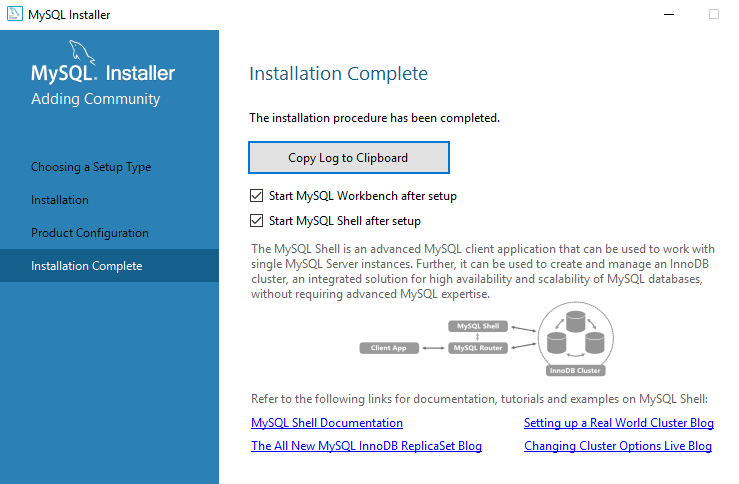 MySQL Installer
MySQL. Installer
Adding Community
Choosing a Setup Type
Installation
Product Configuration
Installation Complete
Installation Complete
The installation procedure has been completed.
Copy Log to Clipboard
Start MySQL Workbench after setup
Start MySQL Shell after setup
The MySQL Shell is an advanced MySQL client application that can be used to work with
single MySQL Server instances. Further, it can be used to create and manage an InnoDB
cluster, an integrated solution for high availability and scalability of MySQL databases,
without requiring advanced MySQL expertise.
MySQL Shell
Client App
MySQL Router
InnoDB Cluster
Refer to the following links for documentation, tutorials and examples on MySQL Shell:
MySQL Shell Documentation
Setting up a Real World Cluster Blog
The All New MySQL InnoDB ReplicaSet Blog
Changing Cluster Options Live Blog